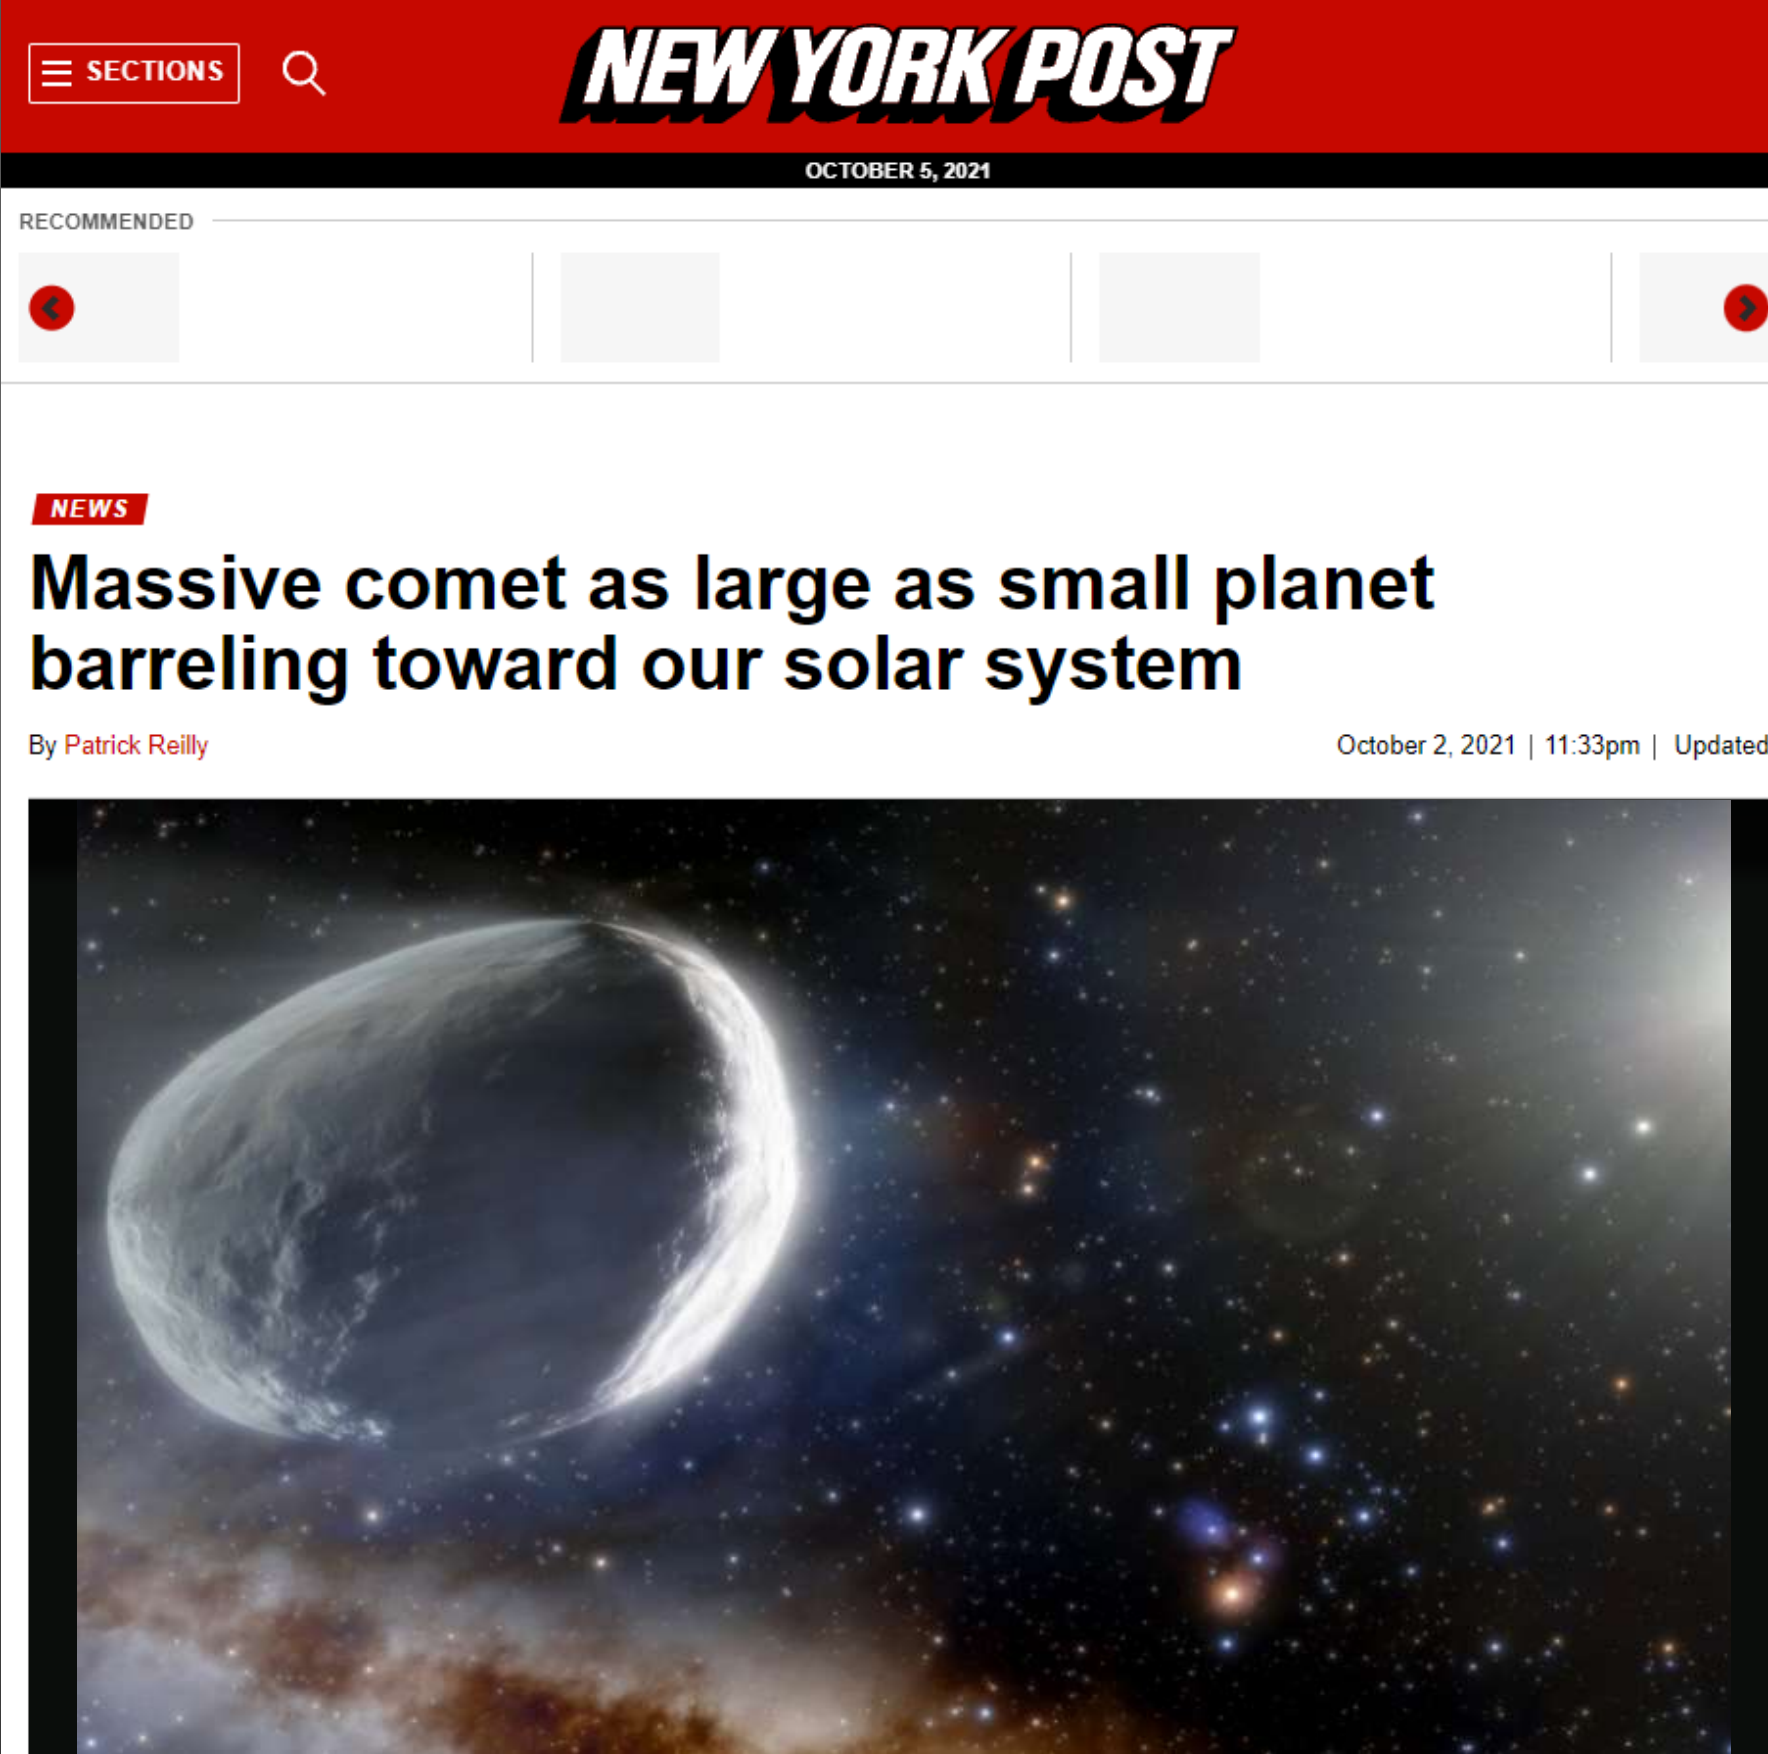 SECTIONS
NEW YORK POST
OCTOBER 5, 2021
RECOMMENDED
NEWS
Massive comet as large as small planet
barreling toward our solar system
By Patrick Reilly
October 2, 2021 | 11:33pm | Updated